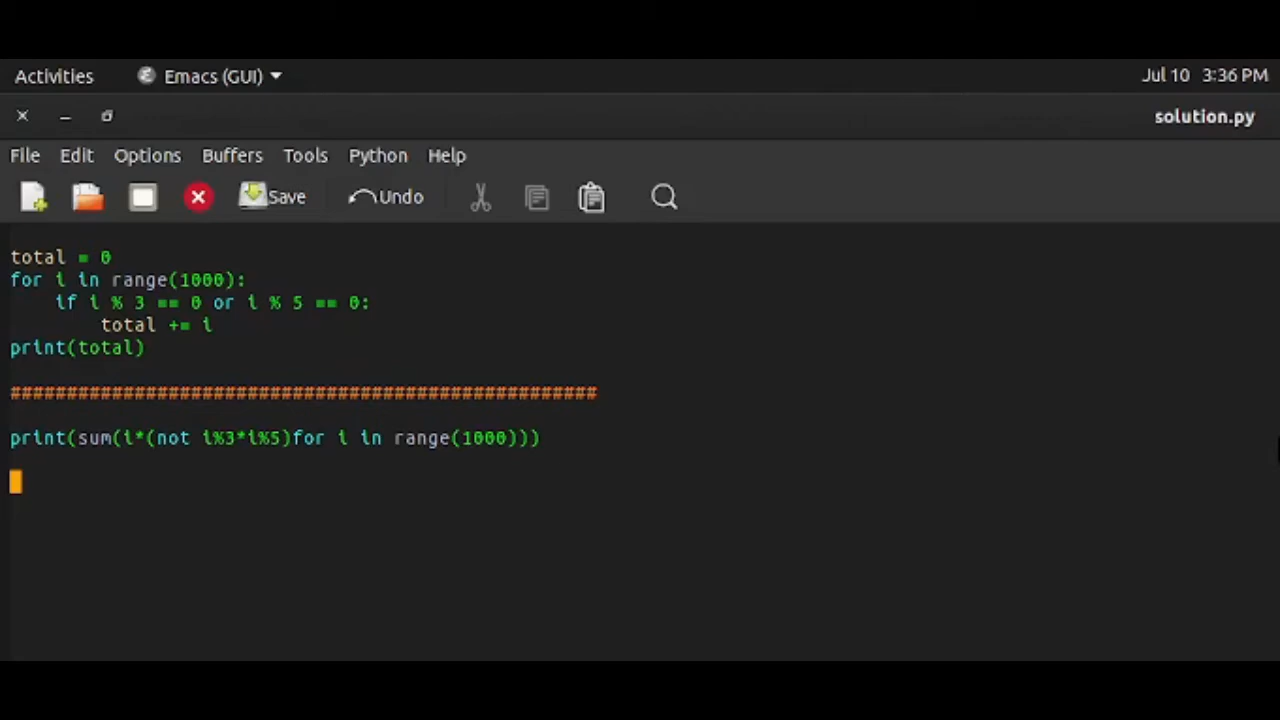 Activities Emacs (GUI) Jul 10 3:36 PM
solution.py
File Edit Options Buffers Tools Python Help
Save Undo
total = 0
for i in range(1000):
    if i % 3 == 0 or i % 5 == 0:
        total += i
print(total)
####################################################
print(sum(i*(not i%3*i%5)for i in range(1000)))